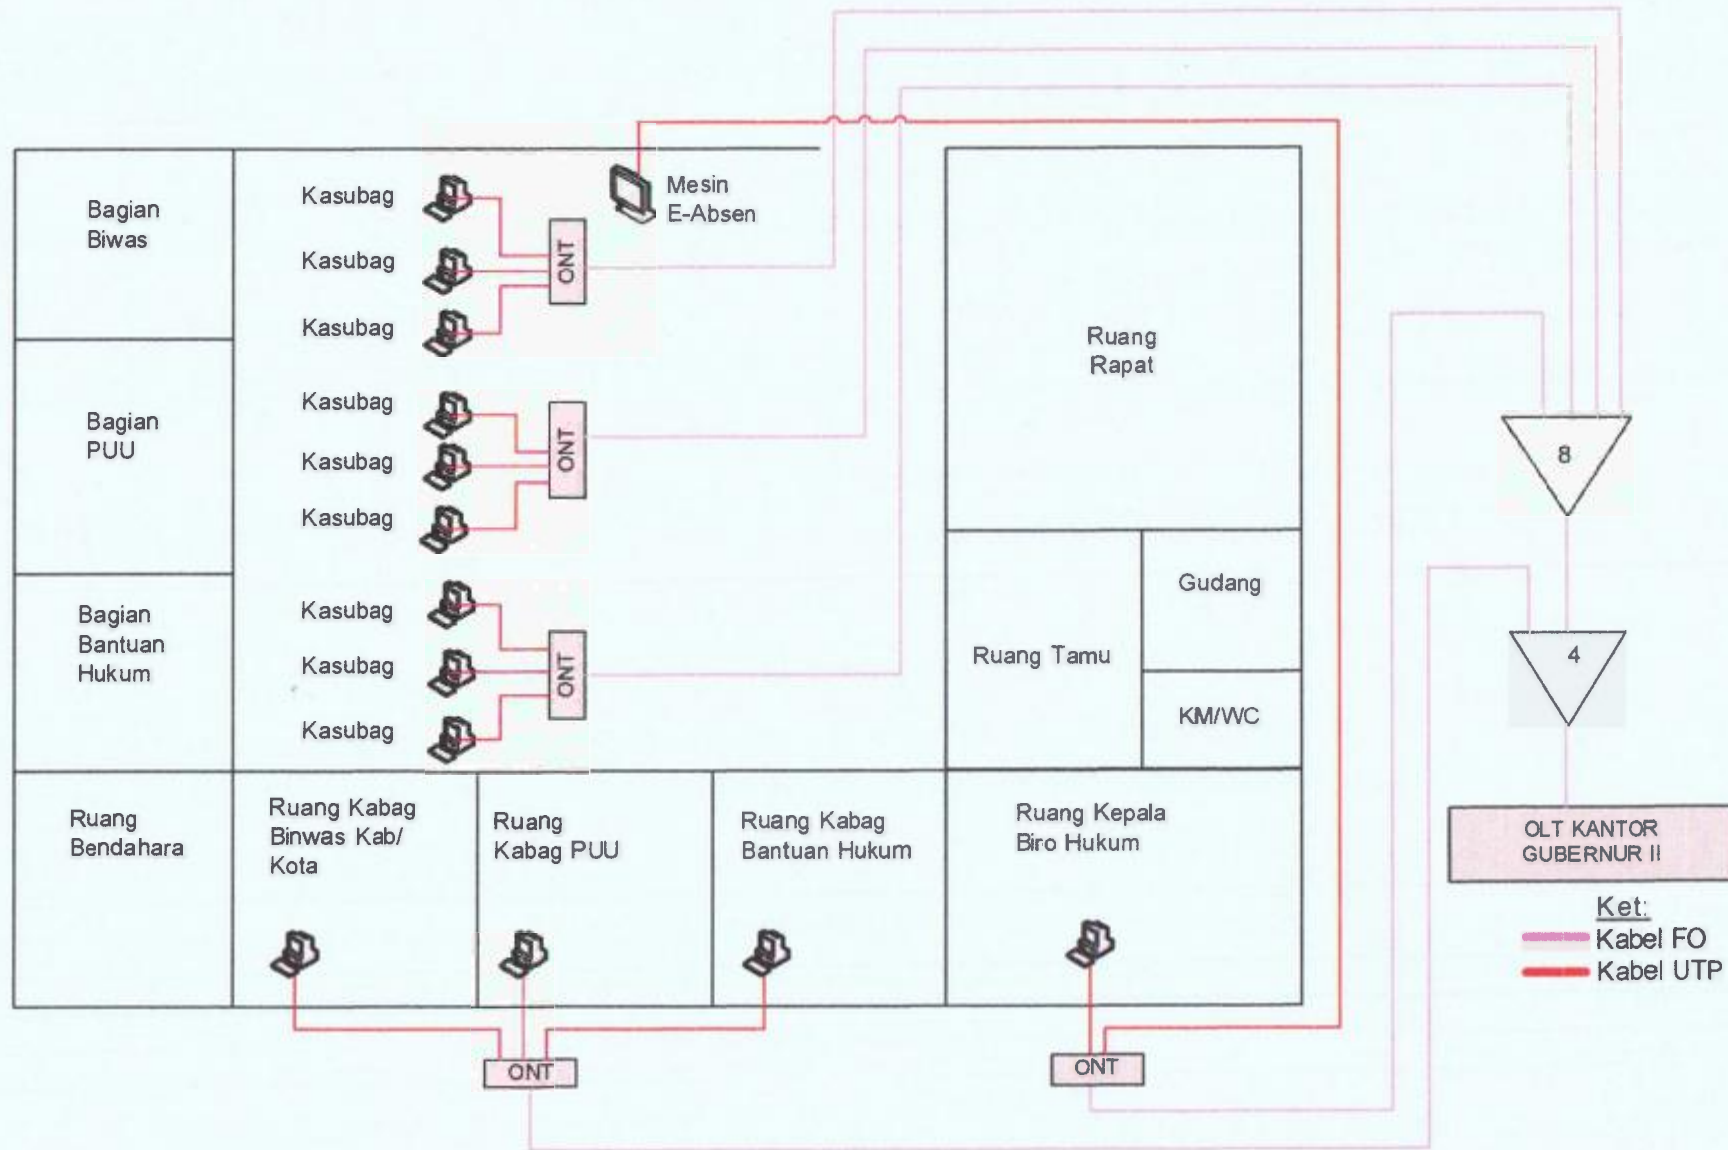 Bagian
Biwas
Kasubag
Kasubag
Kasubag
ONT
Mesin
E-Absen
Bagian
PUU
Kasubag
Kasubag
Kasubag
ONT
Bagian
Bantuan
Hukum
Kasubag
Kasubag
Kasubag
ONT
Ruang
Rapat
Ruang Tamu
Gudang
KM/WC
Ruang
Bendahara
Ruang Kabag
Binwas Kab/
Kota
Ruang
Kabag PUU
Ruang Kabag
Bantuan Hukum
Ruang Kepala
Biro Hukum
ONT
ONT
8
4
OLT KANTOR
GUBERNUR II
Ket:
Kabel FO
Kabel UTP